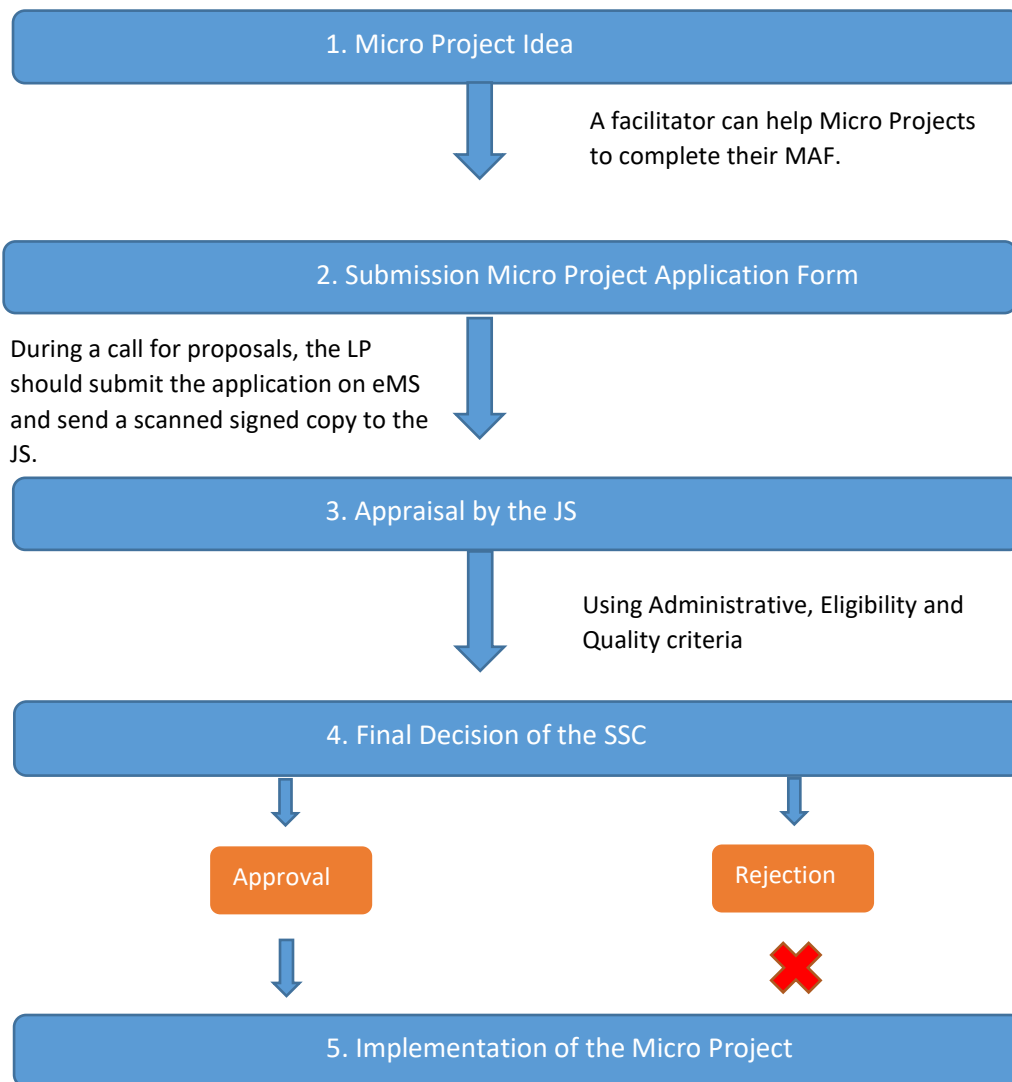 1. Micro Project Idea
A facilitator can help Micro Projects
to complete their MAF.
2. Submission Micro Project Application Form
During a call for proposals, the LP
should submit the application on eMS
and send a scanned signed copy to the
JS.
3. Appraisal by the JS
Using Administrative, Eligibility and
Quality criteria
4. Final Decision of the SSC
Approval
Rejection
5. Implementation of the Micro Project